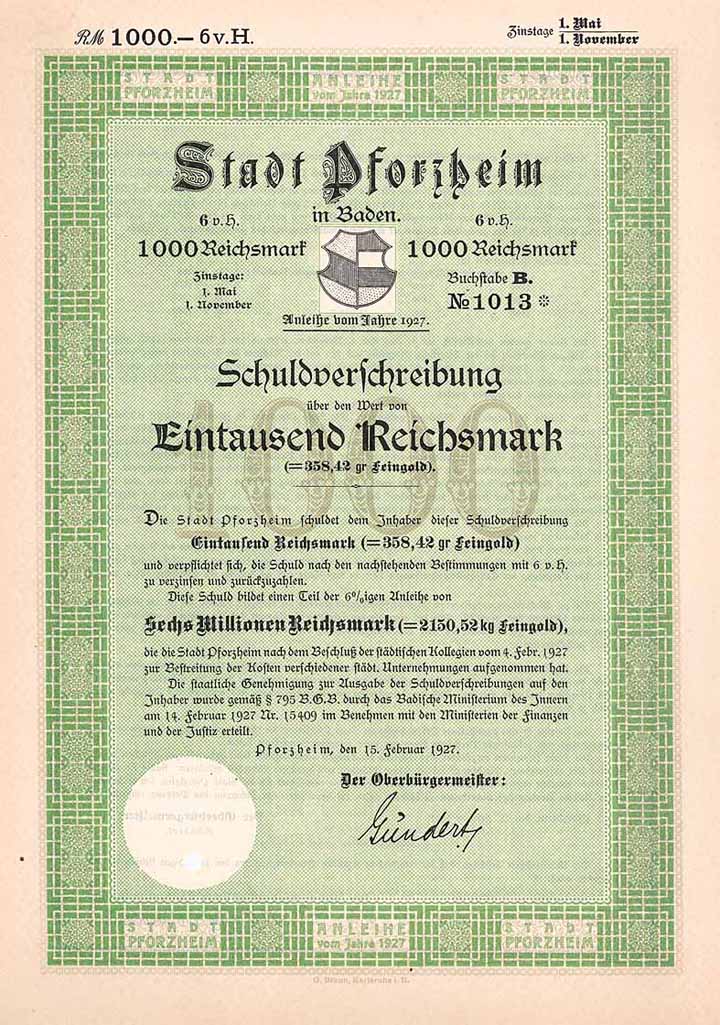 RM 1000.— 6 v. H.
Zinstage 1. Mai
1. November
STADT PFORZHEIM
ANLEIHE vom Jahre 1927
STADT PFORZHEIM
Stadt Pforzheim
in Baden.
6 v. H.
6 v. H.
1000 Reichsmark
1000 Reichsmark
Zinstage:
1. Mai
1. November
Buchstabe B.
№ 1013 *
Anleihe vom Jahre 1927.
1000
Schuldverschreibung
über den Wert von
Eintausend Reichsmark
(=358,42 gr Feingold).
Die Stadt Pforzheim schuldet dem Inhaber dieser Schuldverschreibung
Eintausend Reichsmark (=358,42 gr Feingold)
und verpflichtet sich, die Schuld nach den nachstehenden Bestimmungen mit 6 v. H.
zu verzinsen und zurückzuzahlen.
Diese Schuld bildet einen Teil der 6%igen Anleihe von
Sechs Millionen Reichsmark (=2150,52 kg Feingold),
die die Stadt Pforzheim nach dem Beschluß der städtischen Kollegien vom 4. Febr. 1927
zur Bestreitung der Kosten verschiedener städt. Unternehmungen aufgenommen hat.
Die staatliche Genehmigung zur Ausgabe der Schuldverschreibungen auf den
Inhaber wurde gemäß § 795 B.G.B. durch das Badische Ministerium des Innern
am 14. Februar 1927 Nr. 15409 im Benehmen mit den Ministerien der Finanzen
und der Justiz erteilt.
Pforzheim, den 15. Februar 1927.
Der Oberbürgermeister:
Gündert
STADT PFORZHEIM
ANLEIHE vom Jahre 1927
STADT PFORZHEIM
G. Braun, Karlsruhe i. B.